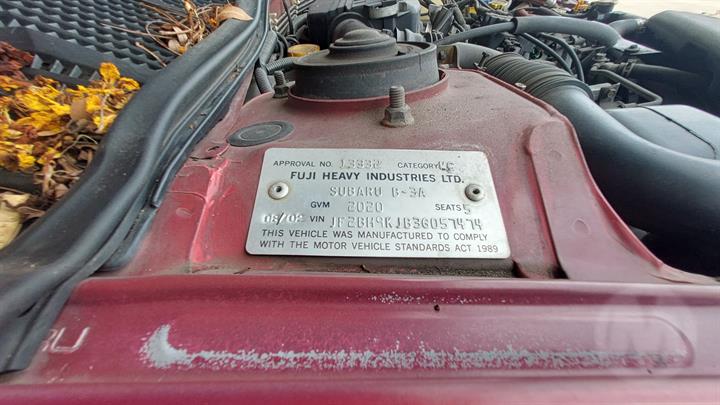 APPROVAL NO. 13332 CATEGORY
FUJI HEAVY INDUSTRIES LTD.
SUBARU B-3A
GVM 2020 SEATS 5
08/02 VIN JF2BH9KJB3G057474
THIS VEHICLE WAS MANUFACTURED TO COMPLY
WITH THE MOTOR VEHICLE STANDARDS ACT 1989